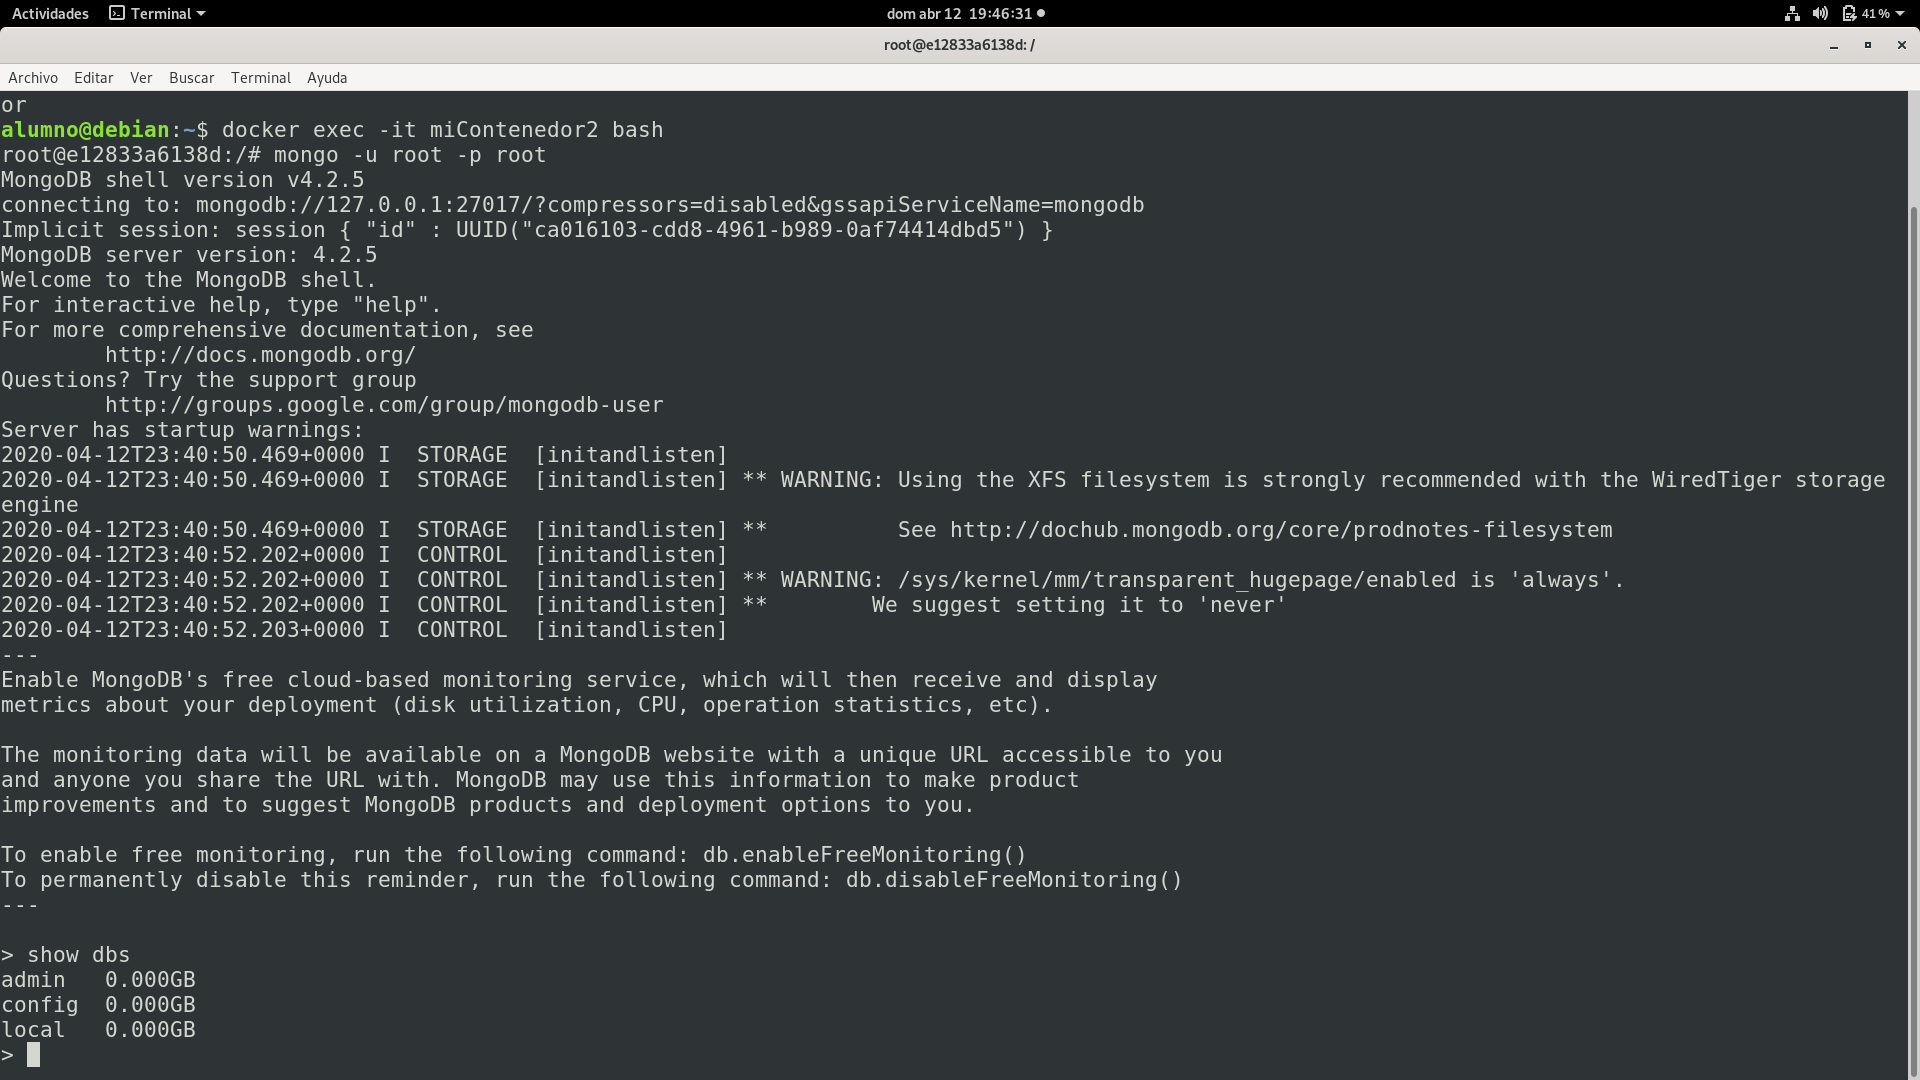 Actividades Terminal dom abr 12 19:46:31 41 %
root@e12833a6138d: /
Archivo Editar Ver Buscar Terminal Ayuda
or
alumno@debian:~$ docker exec -it miContenedor2 bash
root@e12833a6138d:/# mongo -u root -p root
MongoDB shell version v4.2.5
connecting to: mongodb://127.0.0.1:27017/?compressors=disabled&gssapiServiceName=mongodb
Implicit session: session { "id" : UUID("ca016103-cdd8-4961-b989-0af74414dbd5") }
MongoDB server version: 4.2.5
Welcome to the MongoDB shell.
For interactive help, type "help".
For more comprehensive documentation, see
http://docs.mongodb.org/
Questions? Try the support group
http://groups.google.com/group/mongodb-user
Server has startup warnings:
2020-04-12T23:40:50.469+0000 I  STORAGE  [initandlisten]
2020-04-12T23:40:50.469+0000 I  STORAGE  [initandlisten] ** WARNING: Using the XFS filesystem is strongly recommended with the WiredTiger storage
engine
2020-04-12T23:40:50.469+0000 I  STORAGE  [initandlisten] **          See http://dochub.mongodb.org/core/prodnotes-filesystem
2020-04-12T23:40:52.202+0000 I  CONTROL  [initandlisten]
2020-04-12T23:40:52.202+0000 I  CONTROL  [initandlisten] ** WARNING: /sys/kernel/mm/transparent_hugepage/enabled is 'always'.
2020-04-12T23:40:52.202+0000 I  CONTROL  [initandlisten] **        We suggest setting it to 'never'
2020-04-12T23:40:52.203+0000 I  CONTROL  [initandlisten]
---
Enable MongoDB's free cloud-based monitoring service, which will then receive and display
metrics about your deployment (disk utilization, CPU, operation statistics, etc).
The monitoring data will be available on a MongoDB website with a unique URL accessible to you
and anyone you share the URL with. MongoDB may use this information to make product
improvements and to suggest MongoDB products and deployment options to you.
To enable free monitoring, run the following command: db.enableFreeMonitoring()
To permanently disable this reminder, run the following command: db.disableFreeMonitoring()
---
> show dbs
admin   0.000GB
config  0.000GB
local   0.000GB
>